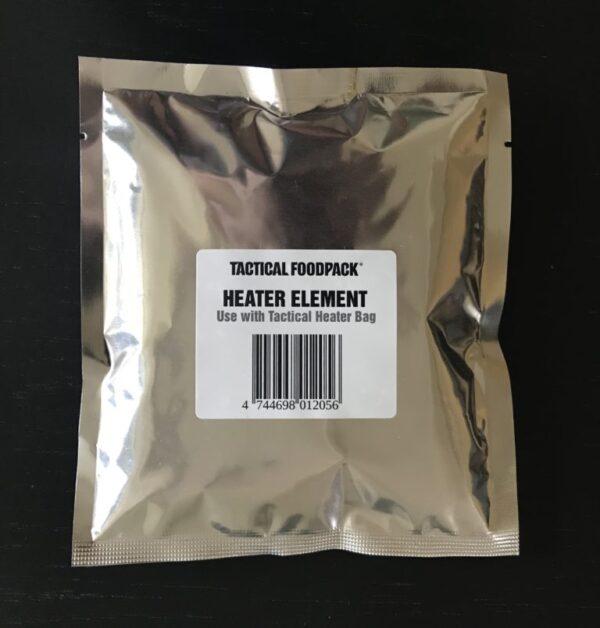 TACTICAL FOODPACK®
HEATER ELEMENT
Use with Tactical Heater Bag
4 744698 012056